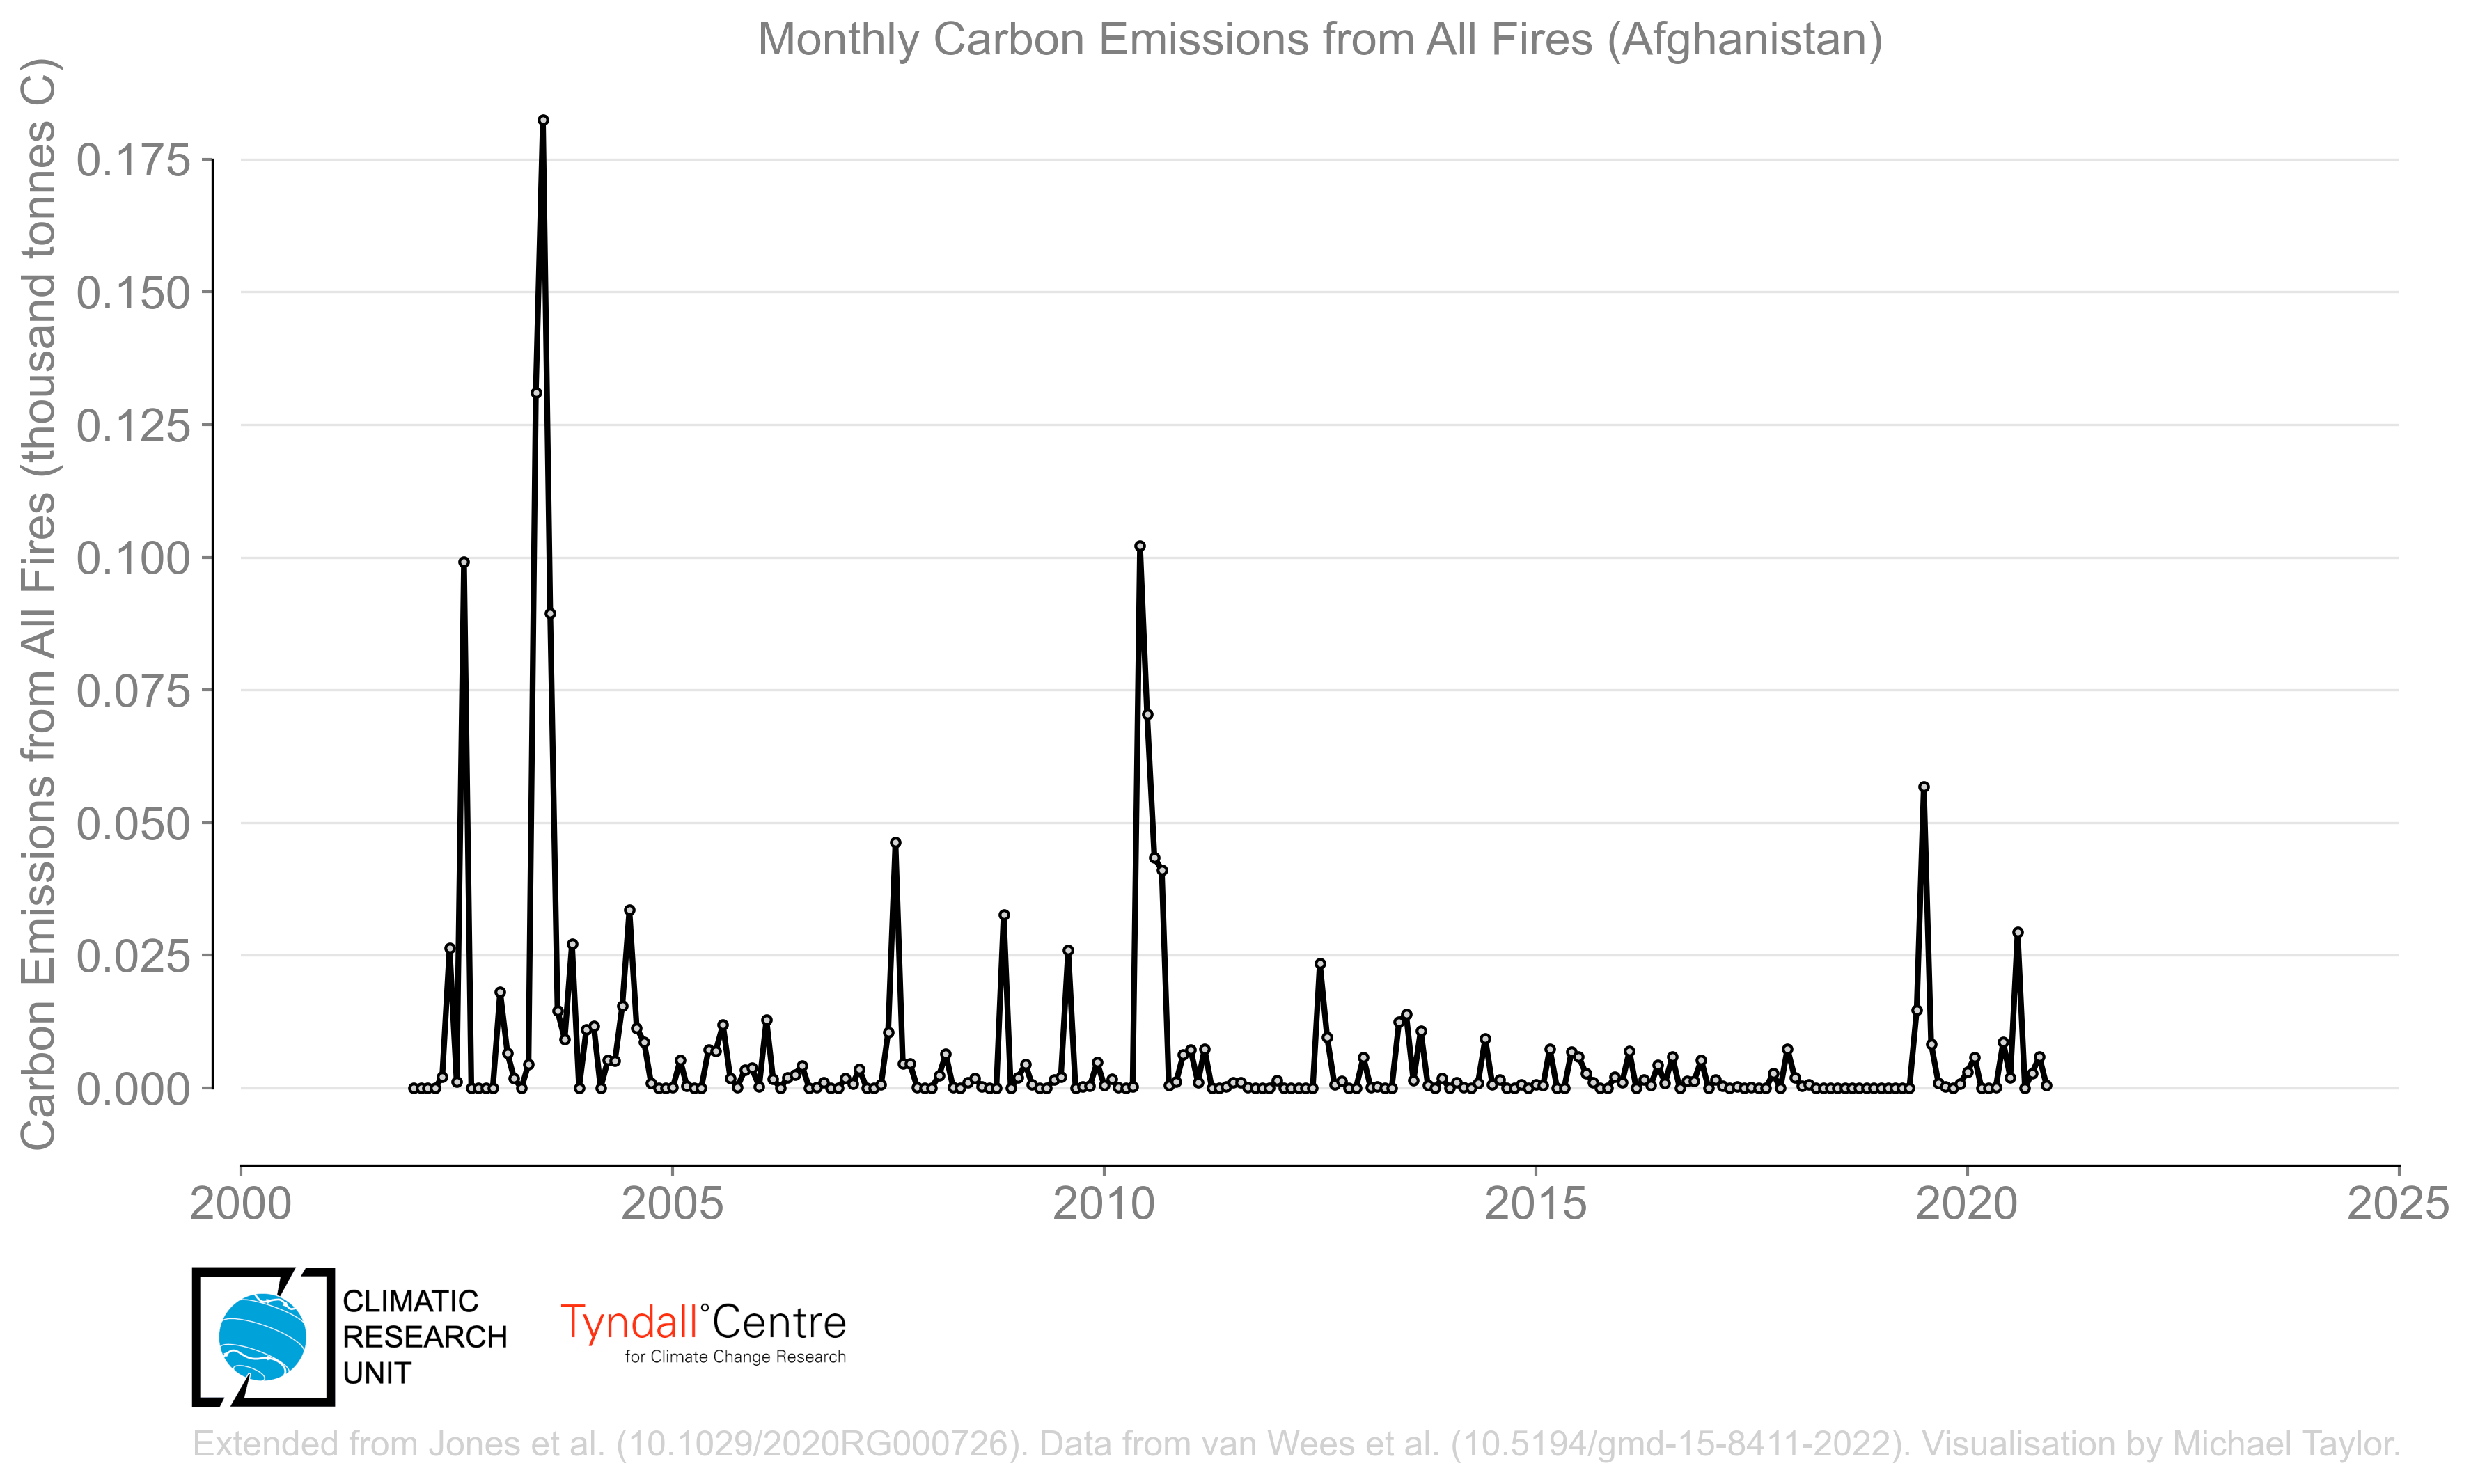 Monthly Carbon Emissions from All Fires (Afghanistan)
Carbon Emissions from All Fires (thousand tonnes C)
0.175
0.150
0.125
0.100
0.075
0.050
0.025
0.000
2000 2005 2010 2015 2020 2025
CLIMATIC
RESEARCH
UNIT
Tyndall°Centre
for Climate Change Research
Extended from Jones et al. (10.1029/2020RG000726). Data from van Wees et al. (10.5194/gmd-15-8411-2022). Visualisation by Michael Taylor.